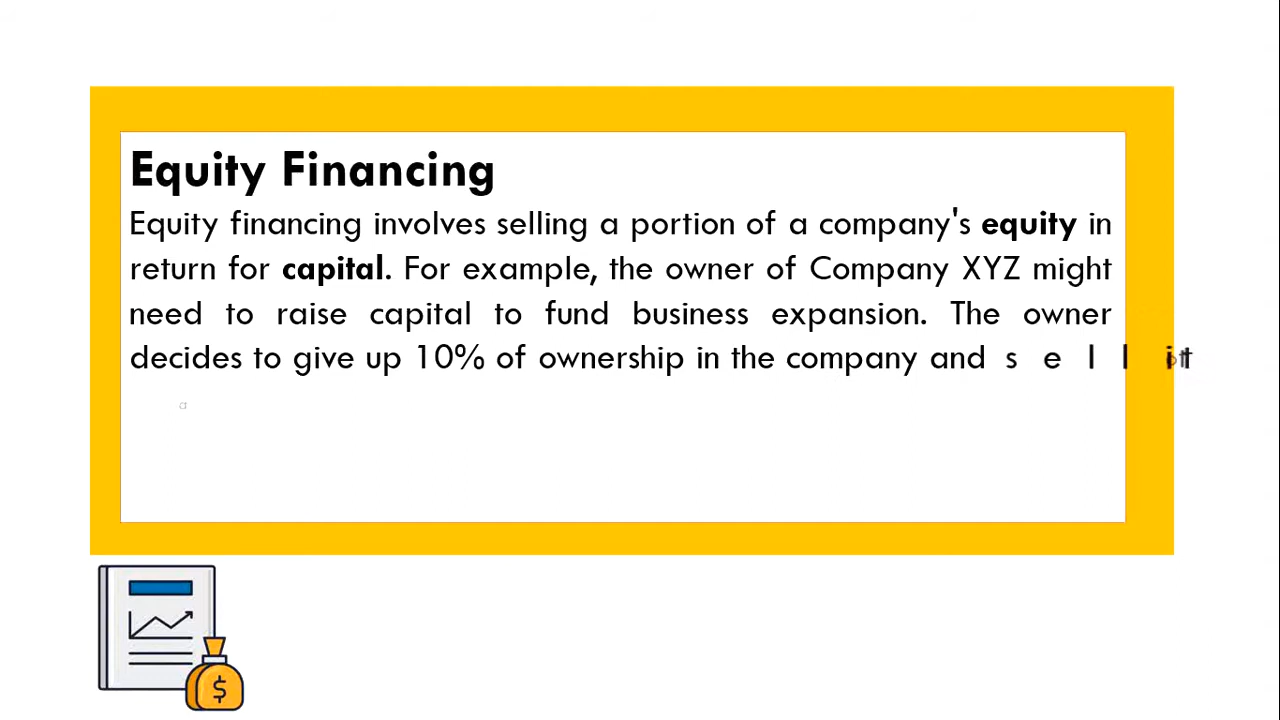 Equity Financing
Equity financing involves selling a portion of a company's equity in
return for capital. For example, the owner of Company XYZ might
need to raise capital to fund business expansion. The owner
decides to give up 10% of ownership in the company and sell it
a
$